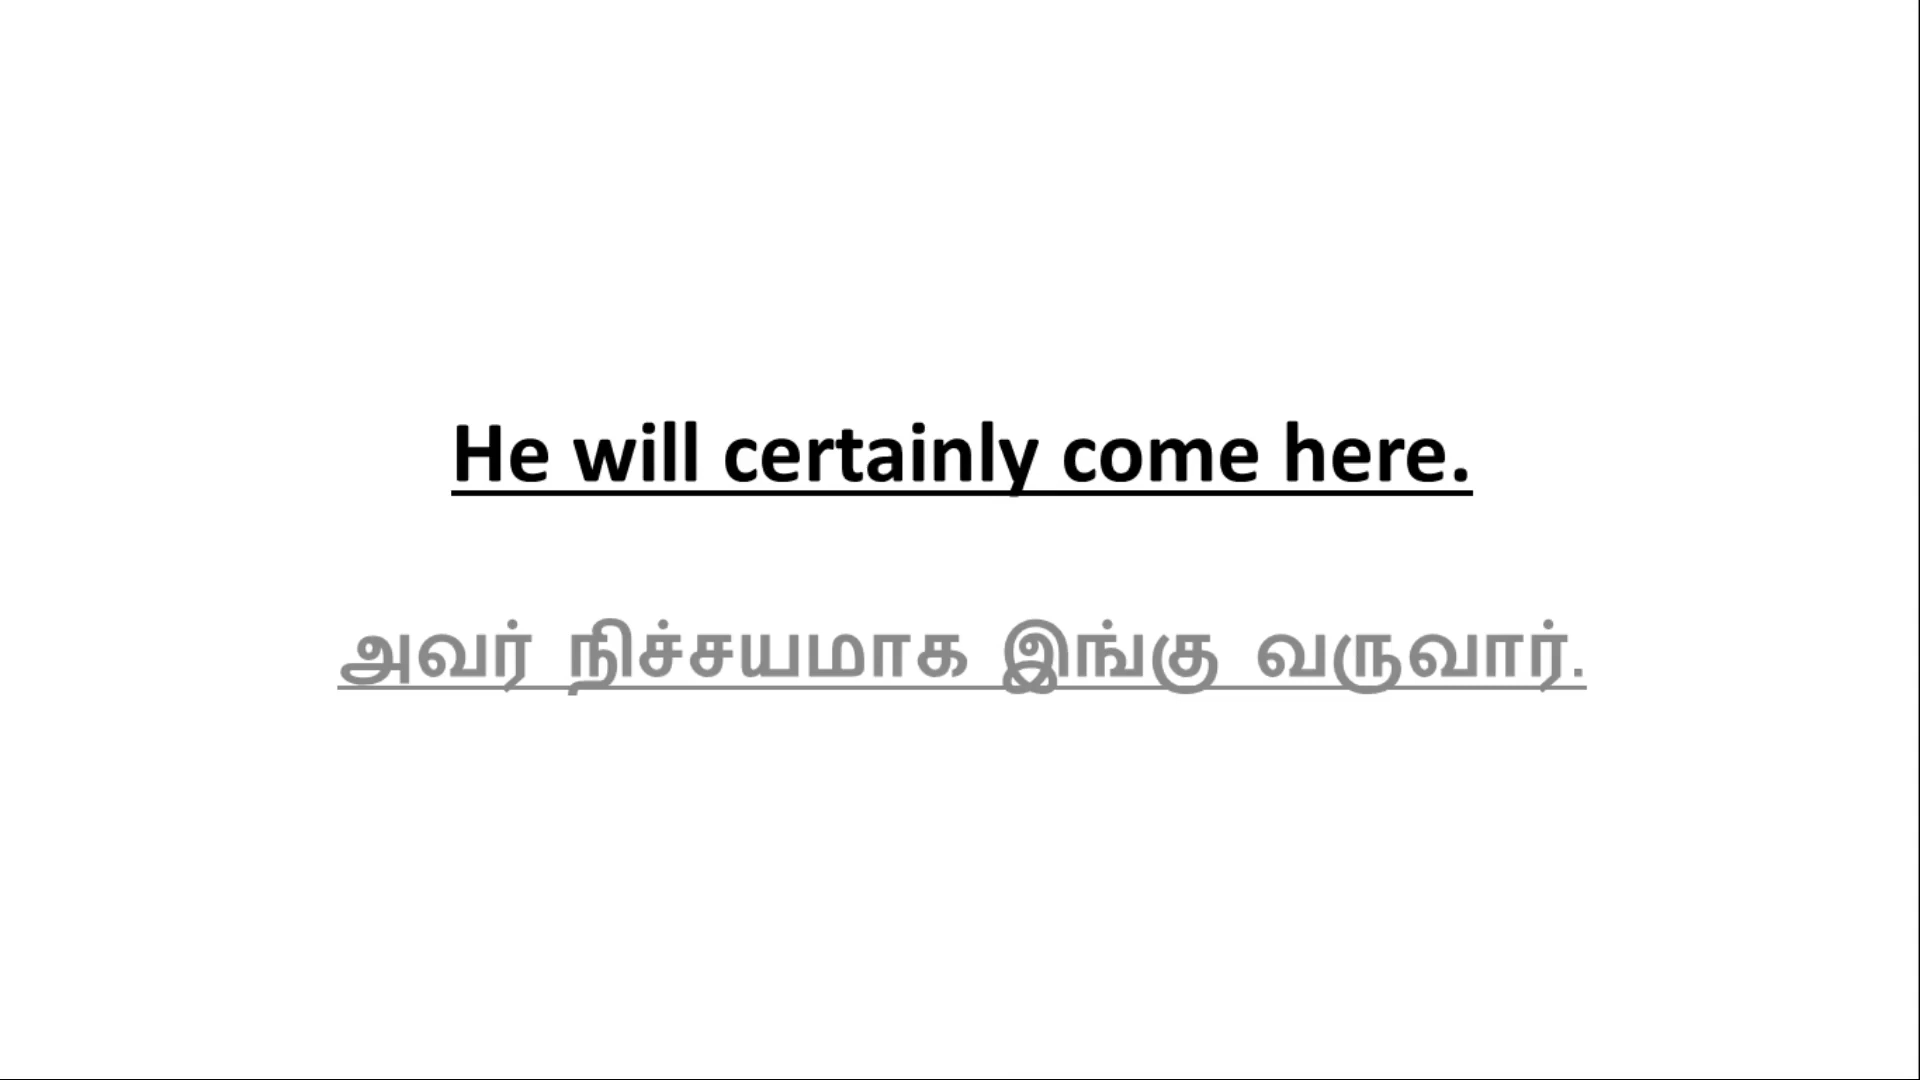 He will certainly come here.
அவர் நிச்சயமாக இங்கு வருவார்.